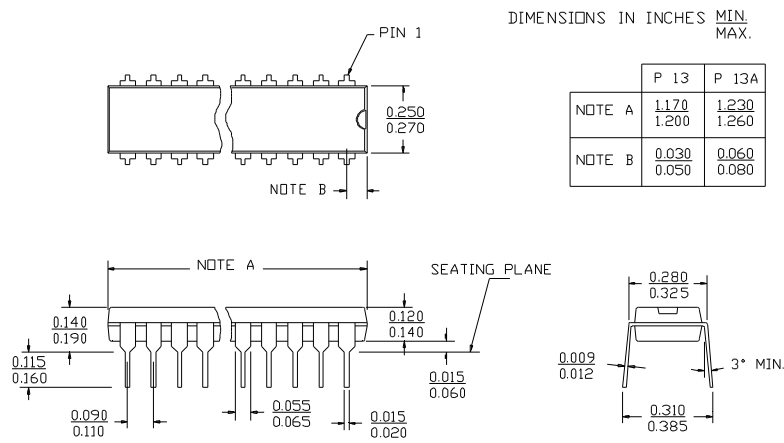 DIMENSIONS IN INCHES MIN.
MAX.
PIN 1
P 13 P 13A
NOTE A 1.170 1.230
1.200 1.260
NOTE B 0.030 0.060
0.050 0.080
0.250
0.270
NOTE B
NOTE A
SEATING PLANE
0.280
0.325
0.140
0.190
0.120
0.140
0.115
0.160
0.015
0.060
0.009
0.012
3° MIN.
0.090
0.110
0.055
0.065
0.015
0.020
0.310
0.385